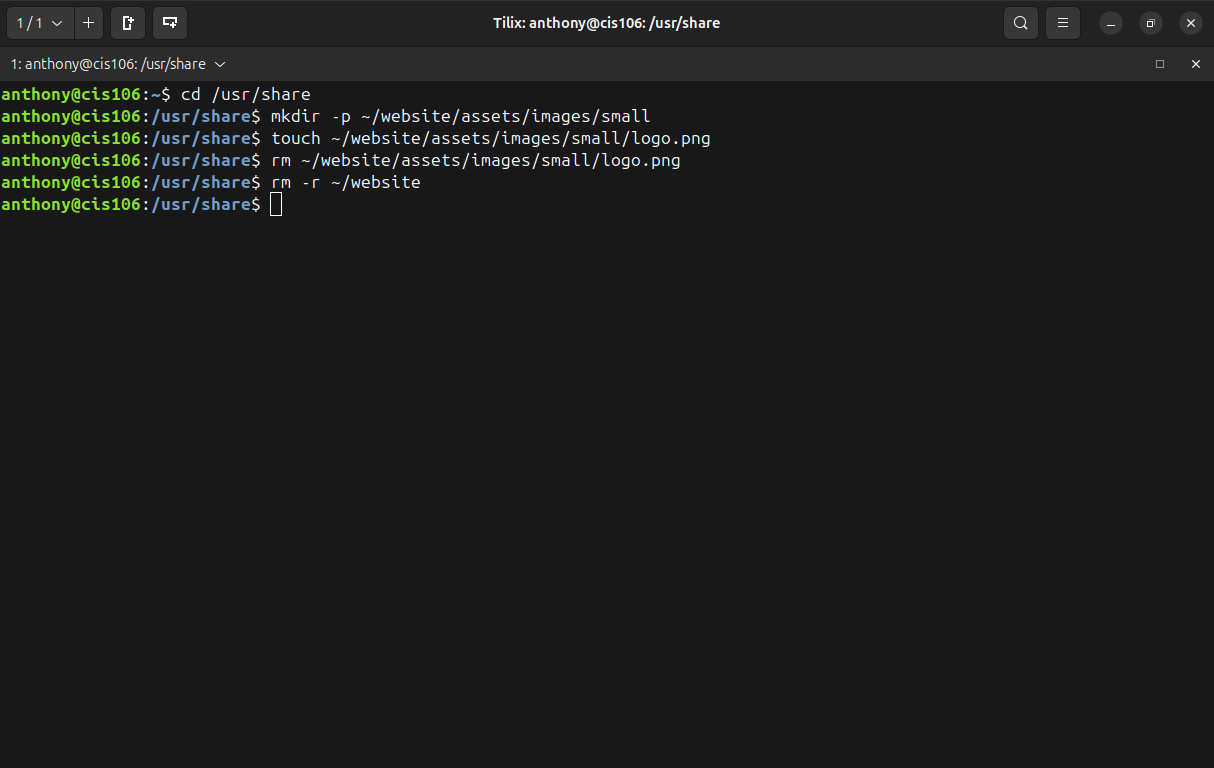 1 / 1
Tilix: anthony@cis106: /usr/share
1: anthony@cis106: /usr/share
anthony@cis106:~$ cd /usr/share
anthony@cis106:/usr/share$ mkdir -p ~/website/assets/images/small
anthony@cis106:/usr/share$ touch ~/website/assets/images/small/logo.png
anthony@cis106:/usr/share$ rm ~/website/assets/images/small/logo.png
anthony@cis106:/usr/share$ rm -r ~/website
anthony@cis106:/usr/share$